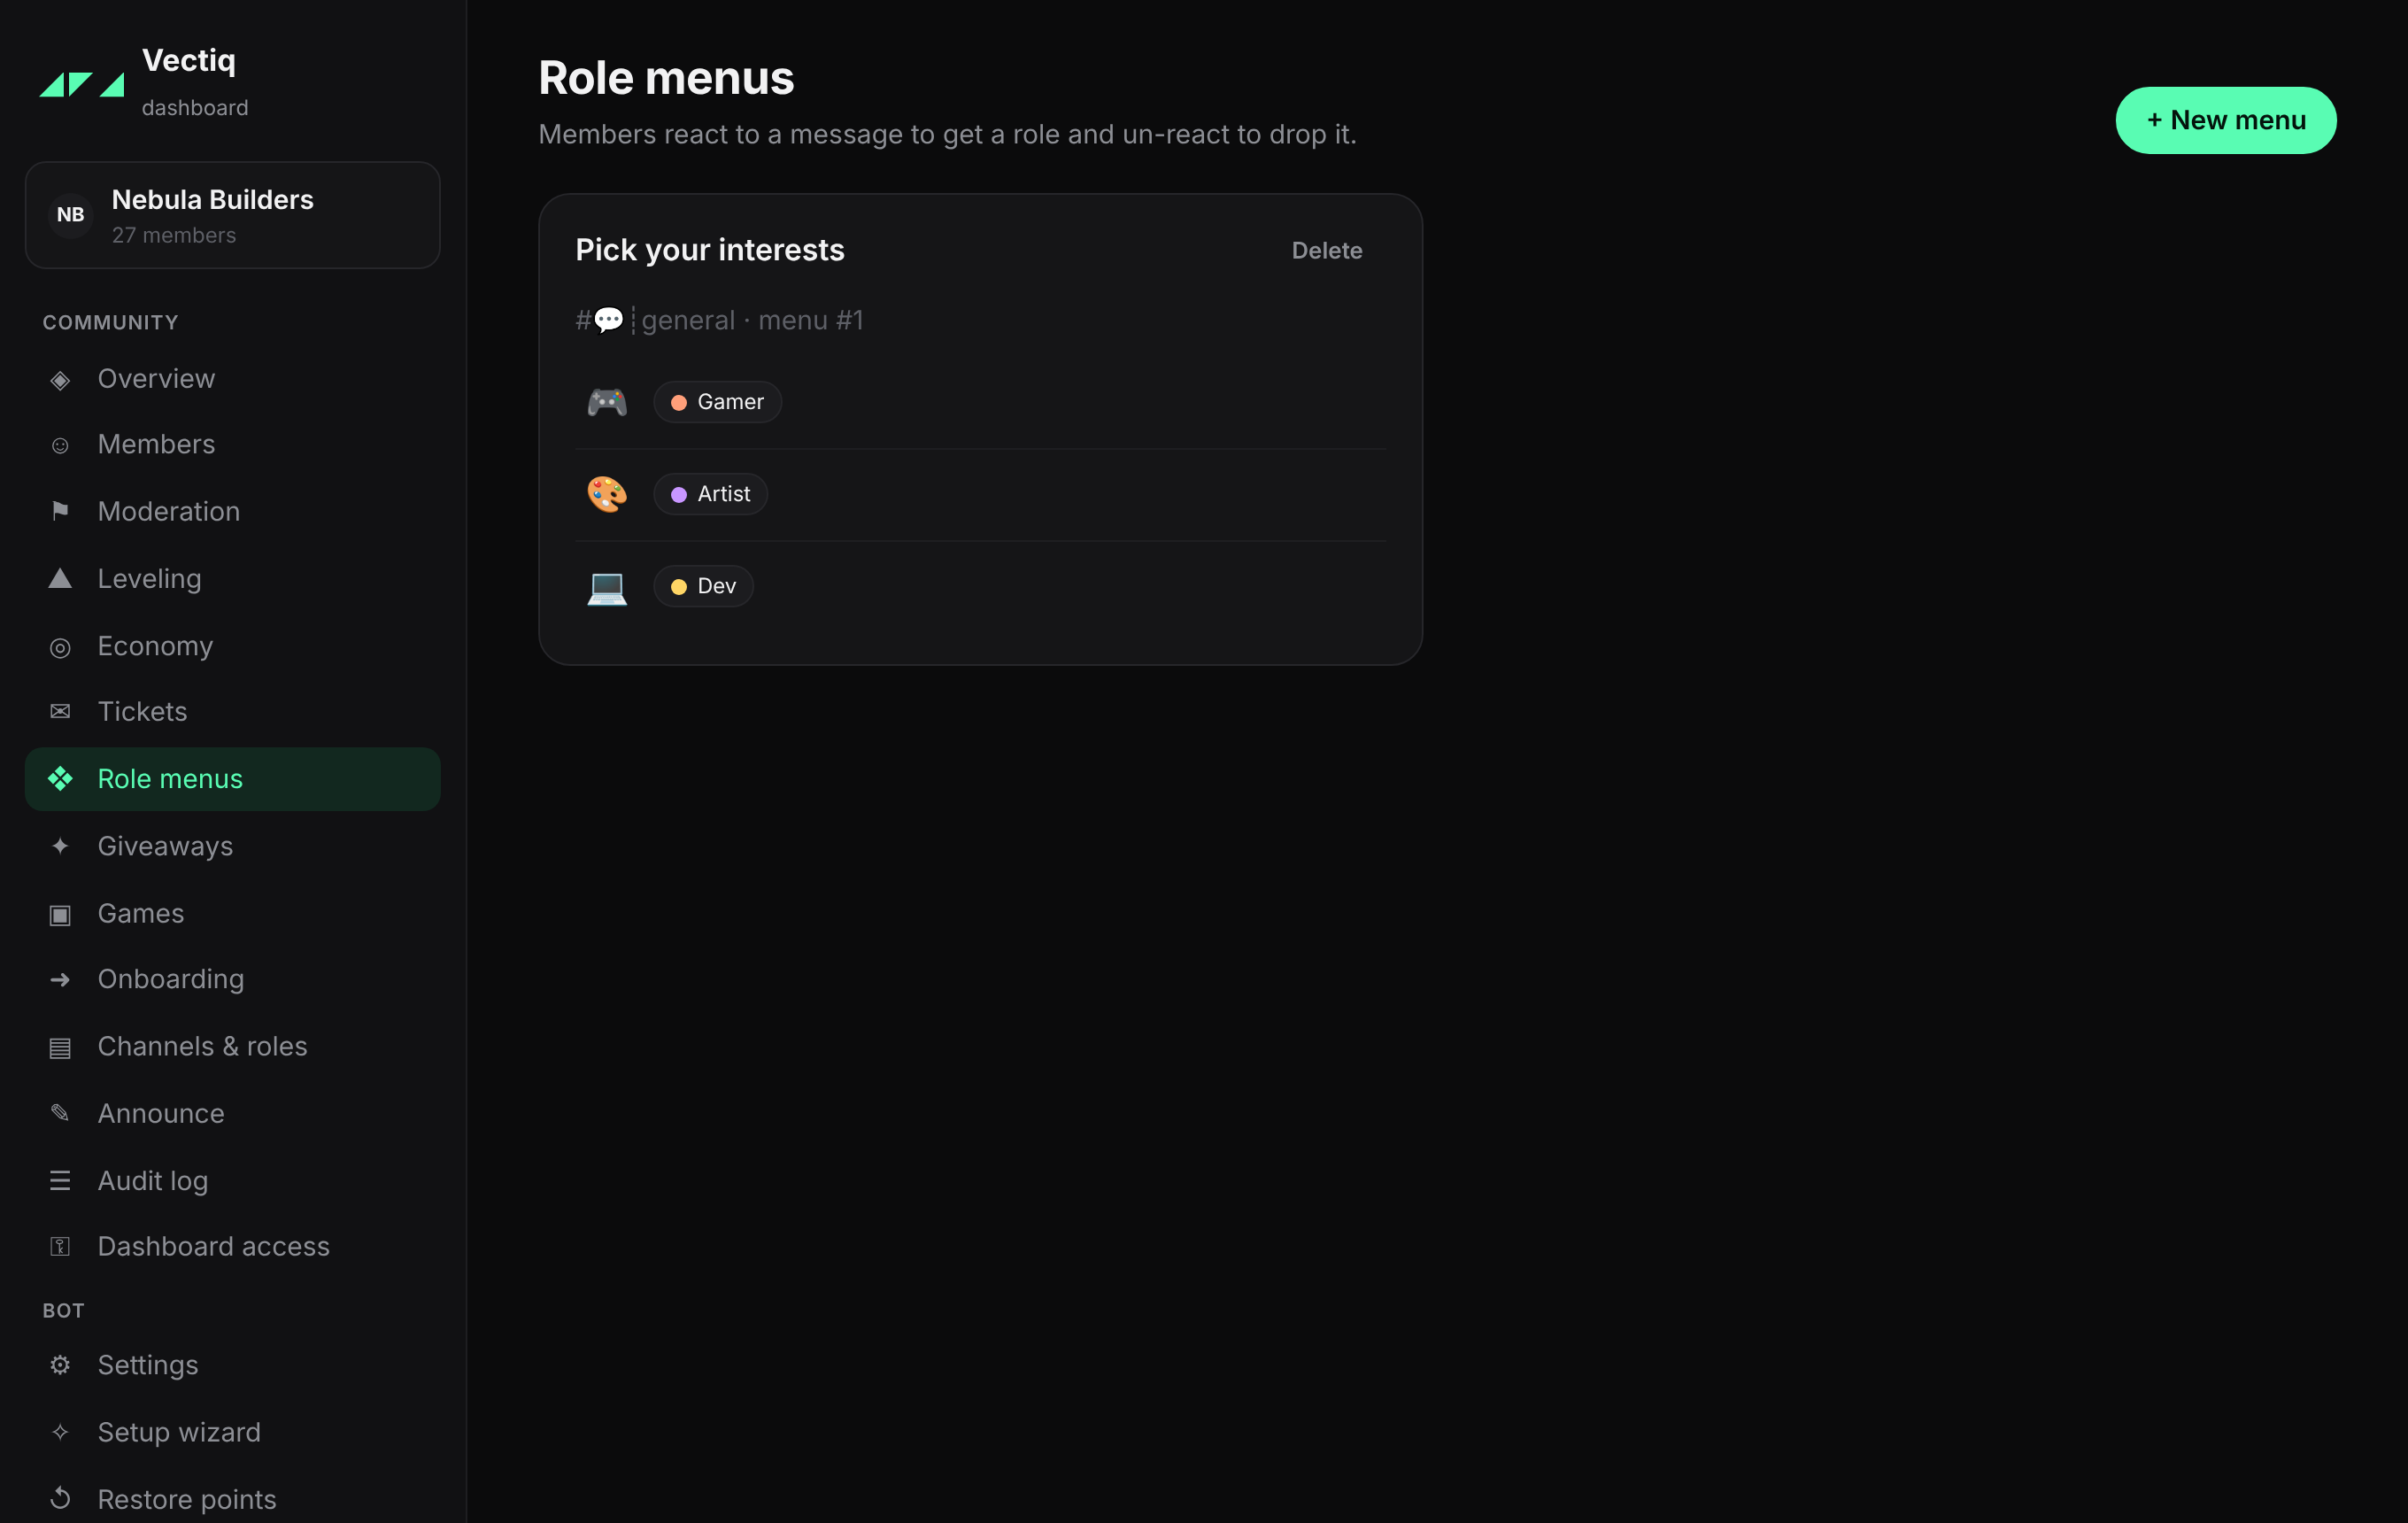 Vectiq
dashboard
NB
Nebula Builders
27 members
COMMUNITY
◈ Overview
☺ Members
⚑ Moderation
▲ Leveling
◎ Economy
✉ Tickets
❖ Role menus
✦ Giveaways
▣ Games
➜ Onboarding
▤ Channels & roles
✎ Announce
☰ Audit log
⚿ Dashboard access
BOT
⚙ Settings
✧ Setup wizard
↺ Restore points
Role menus
Members react to a message to get a role and un-react to drop it.
+ New menu
Pick your interests
Delete
#💬┊general · menu #1
🎮 Gamer
🎨 Artist
💻 Dev